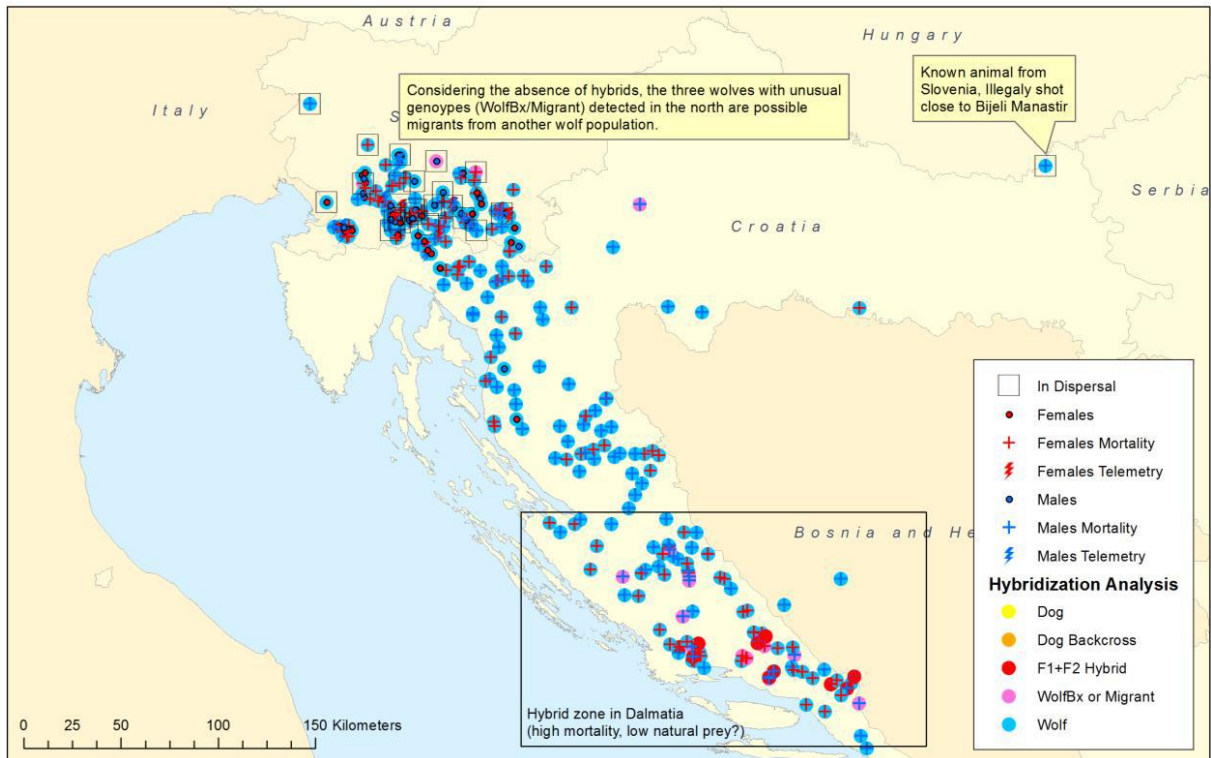 Austria
Hungary
Italy
S
Considering the absence of hybrids, the three wolves with unusual
genoypes (WolfBx/Migrant) detected in the north are possible
migrants from another wolf population.
Known animal from
Slovenia, Illegaly shot
close to Bijeli Manastir
Serbia
Croatia
Bosnia and He
In Dispersal
Females
Females Mortality
Females Telemetry
Males
Males Mortality
Males Telemetry
Hybridization Analysis
Dog
Dog Backcross
F1+F2 Hybrid
WolfBx or Migrant
Wolf
Hybrid zone in Dalmatia
(high mortality, low natural prey?)
0 25 50 100 150 Kilometers